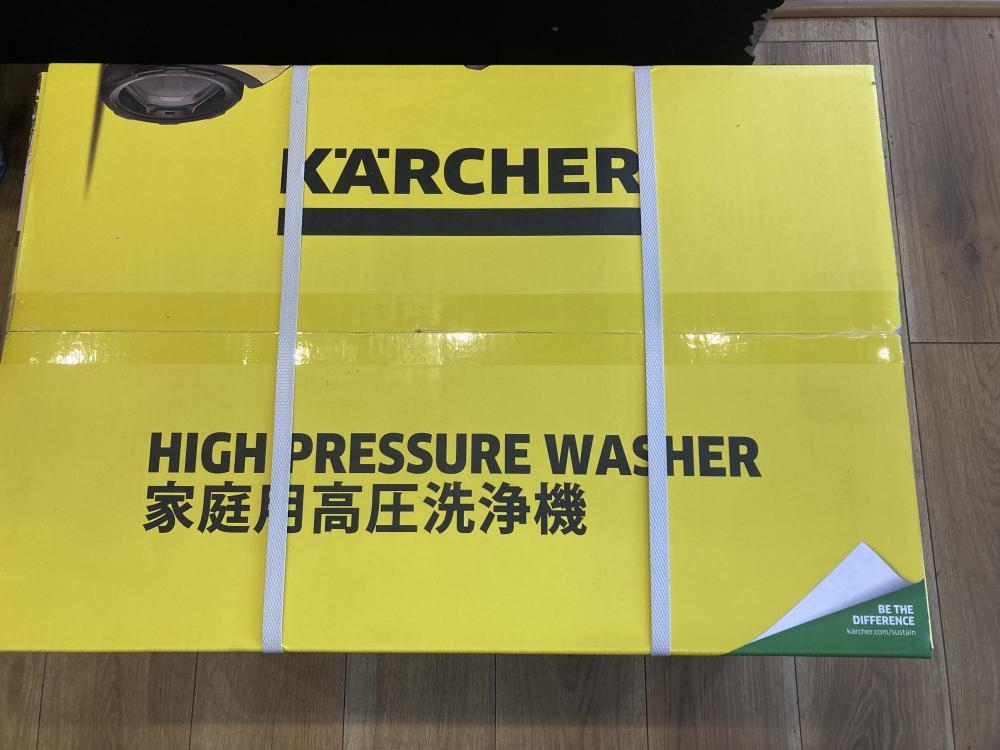 KÄRCHER
HIGH PRESSURE WASHER
家庭用高圧洗浄機
BE THE
DIFFERENCE
karcher.com/sustain